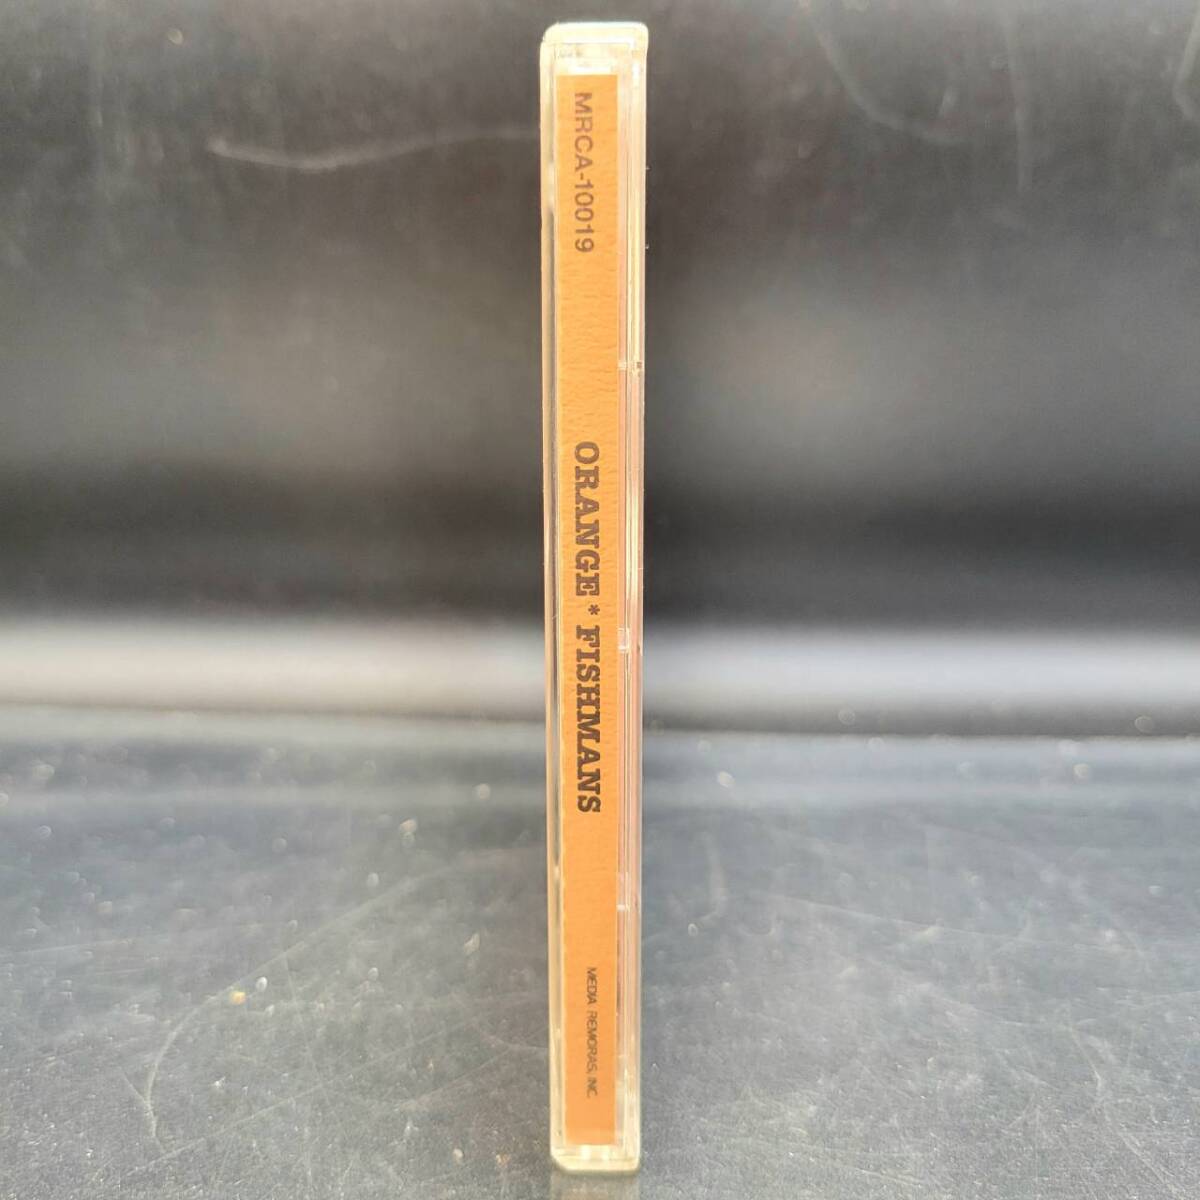 MRCA-10019
ORANGE * FISHMANS
MEDIA REMORAS, INC.